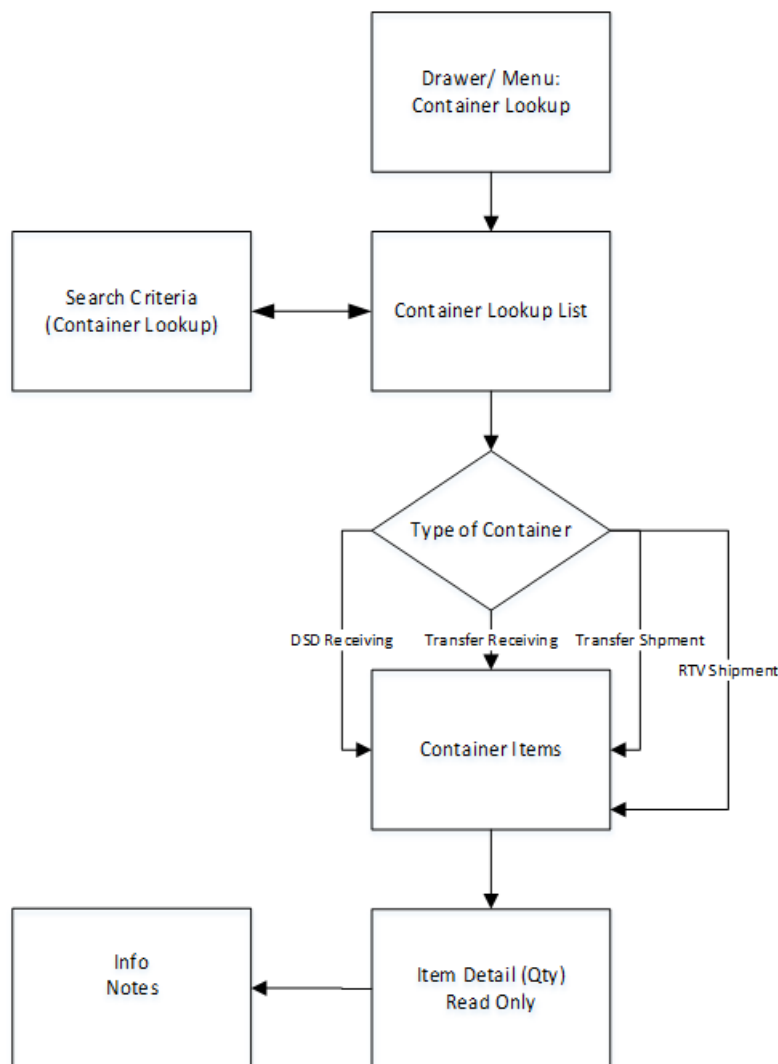 Drawer/ Menu:
Container Lookup
Search Criteria
(Container Lookup)
Container Lookup List
Type of Container
DSD Receiving
Transfer Receiving
Transfer Shpment
RTV Shipment
Container Items
Info
Notes
Item Detail (Qty)
Read Only